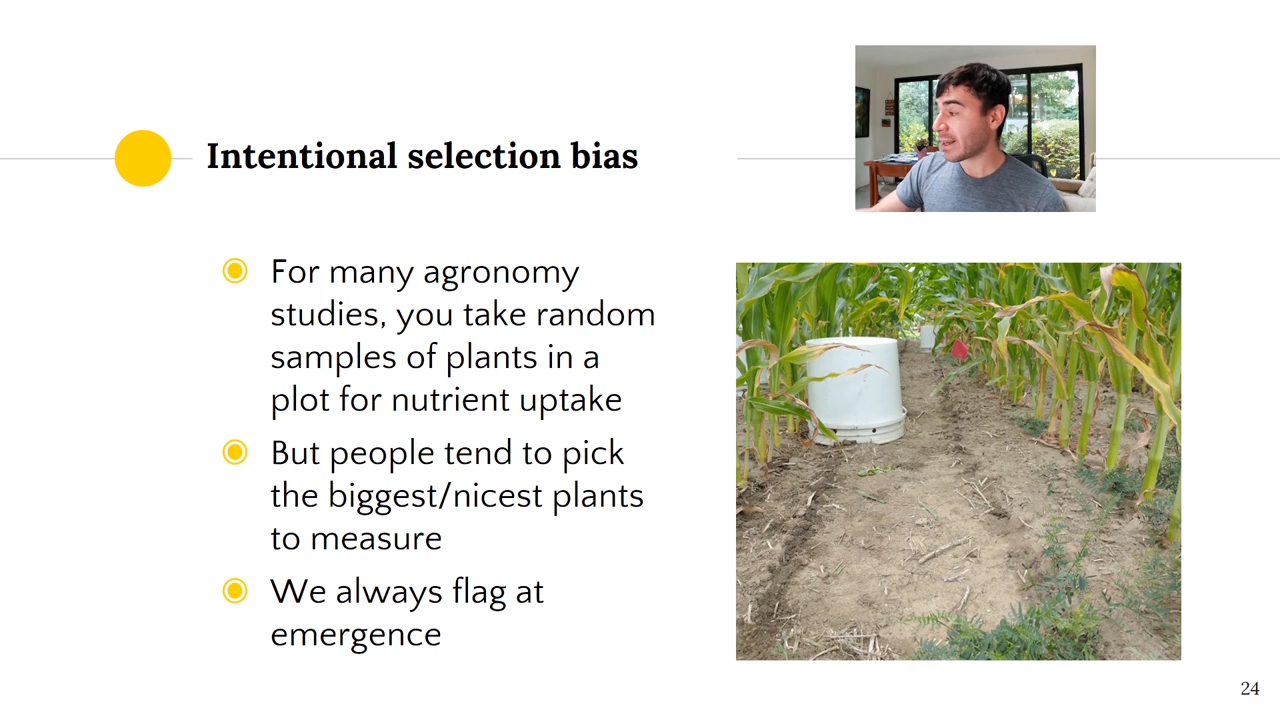 Intentional selection bias
For many agronomy
studies, you take random
samples of plants in a
plot for nutrient uptake
But people tend to pick
the biggest/nicest plants
to measure
We always flag at
emergence
24